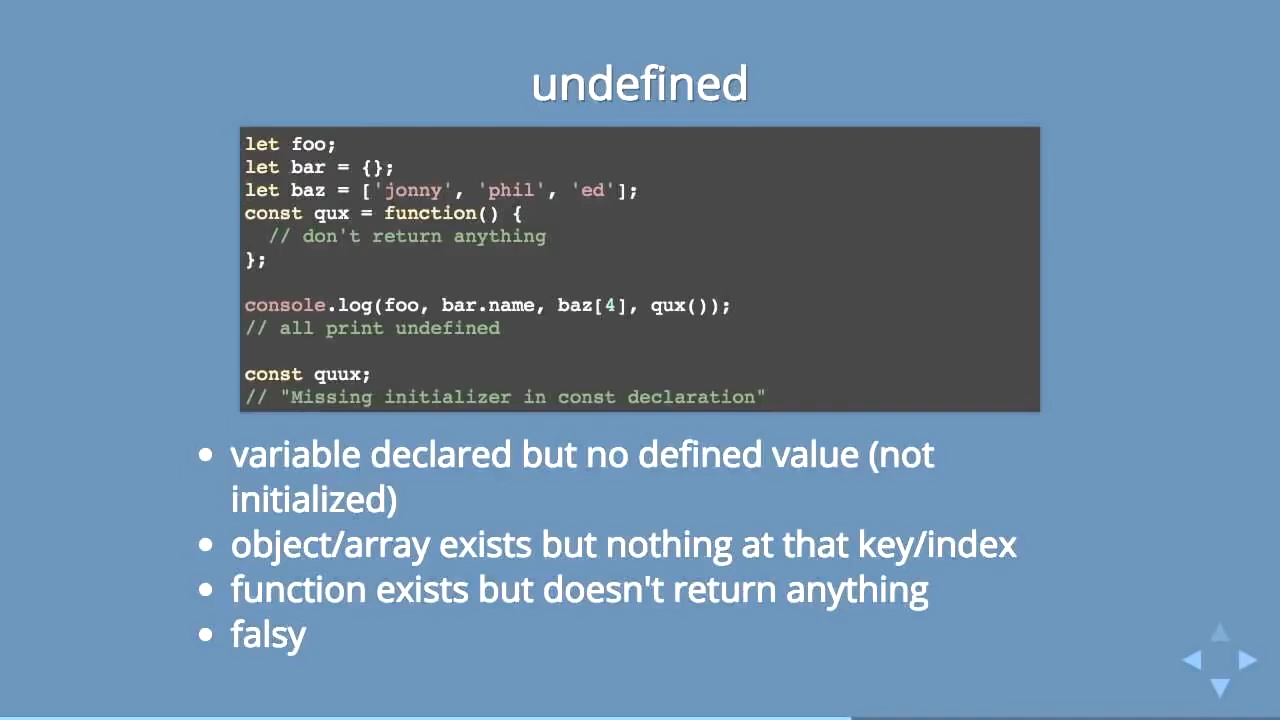 undefined
let foo;
let bar = {};
let baz = ['jonny', 'phil', 'ed'];
const qux = function() {
  // don't return anything
};
console.log(foo, bar.name, baz[4], qux());
// all print undefined
const quux;
// "Missing initializer in const declaration"
• variable declared but no defined value (not
initialized)
• object/array exists but nothing at that key/index
• function exists but doesn't return anything
• falsy